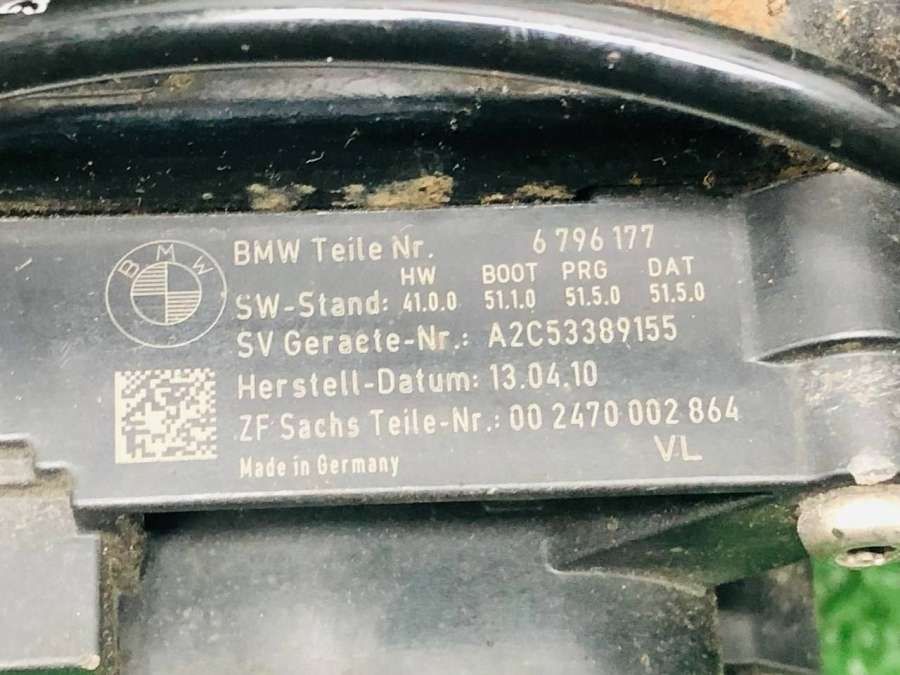 BMW
BMW Teile Nr. 6 796 177
HW BOOT PRG DAT
SW-Stand: 41.0.0 51.1.0 51.5.0 51.5.0
SV Geraete-Nr.: A2C53389155
Herstell-Datum: 13.04.10
ZF Sachs Teile-Nr.: 00 2470 002 864
VL
Made in Germany